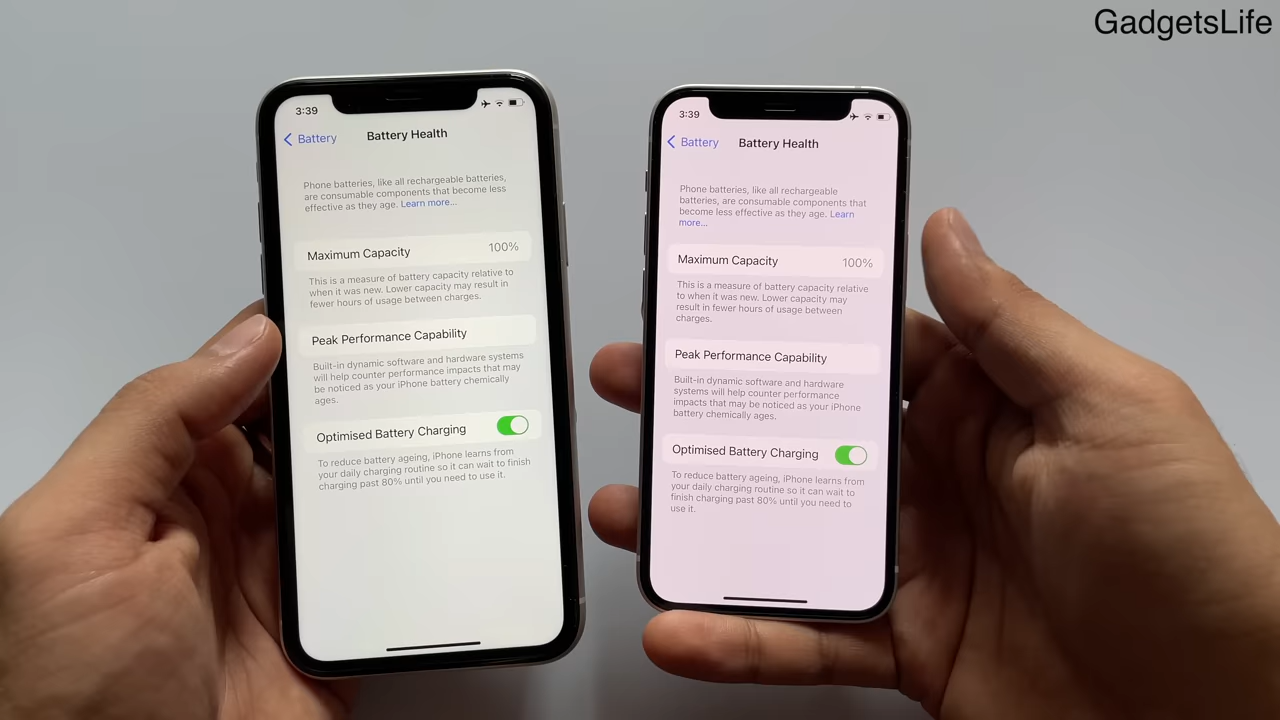 GadgetsLife
3:39
Battery
Battery Health
Phone batteries, like all rechargeable batteries,
are consumable components that become less
effective as they age. Learn more...
Maximum Capacity 100%
This is a measure of battery capacity relative to
when it was new. Lower capacity may result in
fewer hours of usage between charges.
Peak Performance Capability
Built-in dynamic software and hardware systems
will help counter performance impacts that may
be noticed as your iPhone battery chemically
ages.
Optimised Battery Charging
To reduce battery ageing, iPhone learns from
your daily charging routine so it can wait to finish
charging past 80% until you need to use it.
3:39
Battery
Battery Health
Phone batteries, like all rechargeable
batteries, are consumable components that
become less effective as they age. Learn
more...
Maximum Capacity 100%
This is a measure of battery capacity relative
to when it was new. Lower capacity may
result in fewer hours of usage between
charges.
Peak Performance Capability
Built-in dynamic software and hardware
systems will help counter performance
impacts that may be noticed as your iPhone
battery chemically ages.
Optimised Battery Charging
To reduce battery ageing, iPhone learns from
your daily charging routine so it can wait to
finish charging past 80% until you need to
use it.